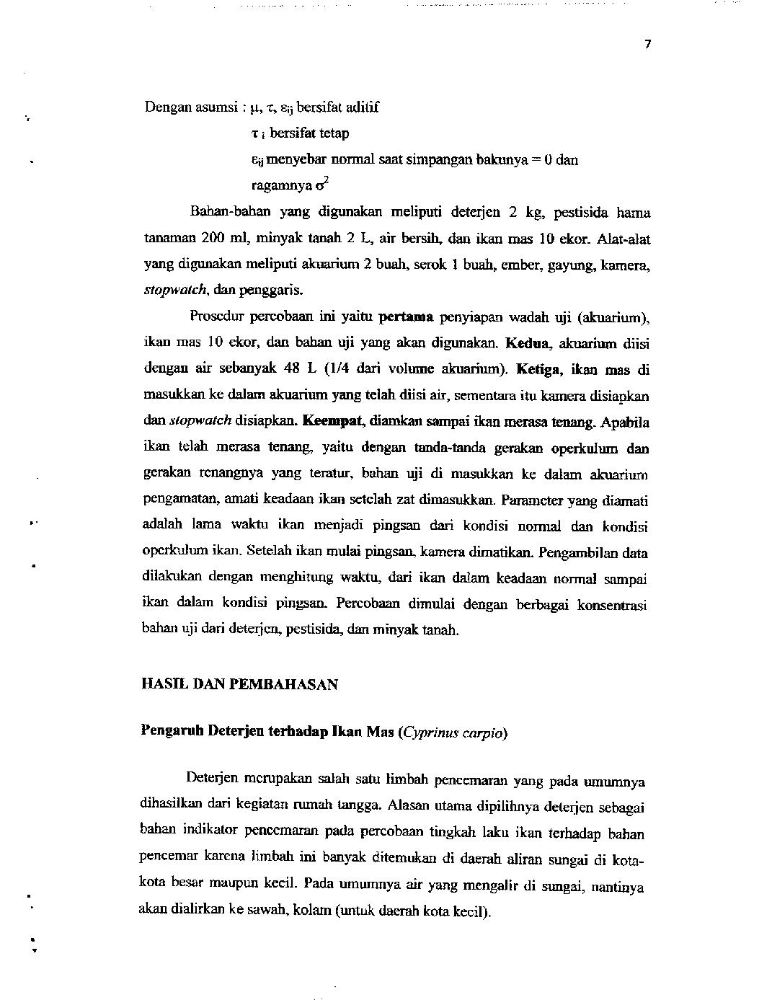 7
Dengan asumsi : μ, τ, εij bersifat aditif
τ i bersifat tetap
εij menyebar normal saat simpangan bakunya = 0 dan
ragamnya σ²
Bahan-bahan yang digunakan meliputi deterjen 2 kg, pestisida hama
tanaman 200 ml, minyak tanah 2 L, air bersih, dan ikan mas 10 ekor. Alat-alat
yang digunakan meliputi akuarium 2 buah, serok 1 buah, ember, gayung, kamera,
stopwatch, dan penggaris.
Prosedur percobaan ini yaitu pertama penyiapan wadah uji (akuarium),
ikan mas 10 ekor, dan bahan uji yang akan digunakan. Kedua, akuarium diisi
dengan air sebanyak 48 L (1/4 dari volume akuarium). Ketiga, ikan mas di
masukkan ke dalam akuarium yang telah diisi air, sementara itu kamera disiapkan
dan stopwatch disiapkan. Keempat, diamkan sampai ikan merasa tenang. Apabila
ikan telah merasa tenang, yaitu dengan tanda-tanda gerakan operkulum dan
gerakan renangnya yang teratur, bahan uji di masukkan ke dalam akuarium
pengamatan, amati keadaan ikan setelah zat dimasukkan. Parameter yang diamati
adalah lama waktu ikan menjadi pingsan dari kondisi normal dan kondisi
operkulum ikan. Setelah ikan mulai pingsan, kamera dimatikan. Pengambilan data
dilakukan dengan menghitung waktu, dari ikan dalam keadaan normal sampai
ikan dalam kondisi pingsan. Percobaan dimulai dengan berbagai konsentrasi
bahan uji dari deterjen, pestisida, dan minyak tanah.
HASIL DAN PEMBAHASAN
Pengaruh Deterjen terhadap Ikan Mas (Cyprinus carpio)
Deterjen merupakan salah satu limbah pencemaran yang pada umumnya
dihasilkan dari kegiatan rumah tangga. Alasan utama dipilihnya deterjen sebagai
bahan indikator pencemaran pada percobaan tingkah laku ikan terhadap bahan
pencemar karena limbah ini banyak ditemukan di daerah aliran sungai di kota-
kota besar maupun kecil. Pada umumnya air yang mengalir di sungai, nantinya
akan dialirkan ke sawah, kolam (untuk daerah kota kecil).